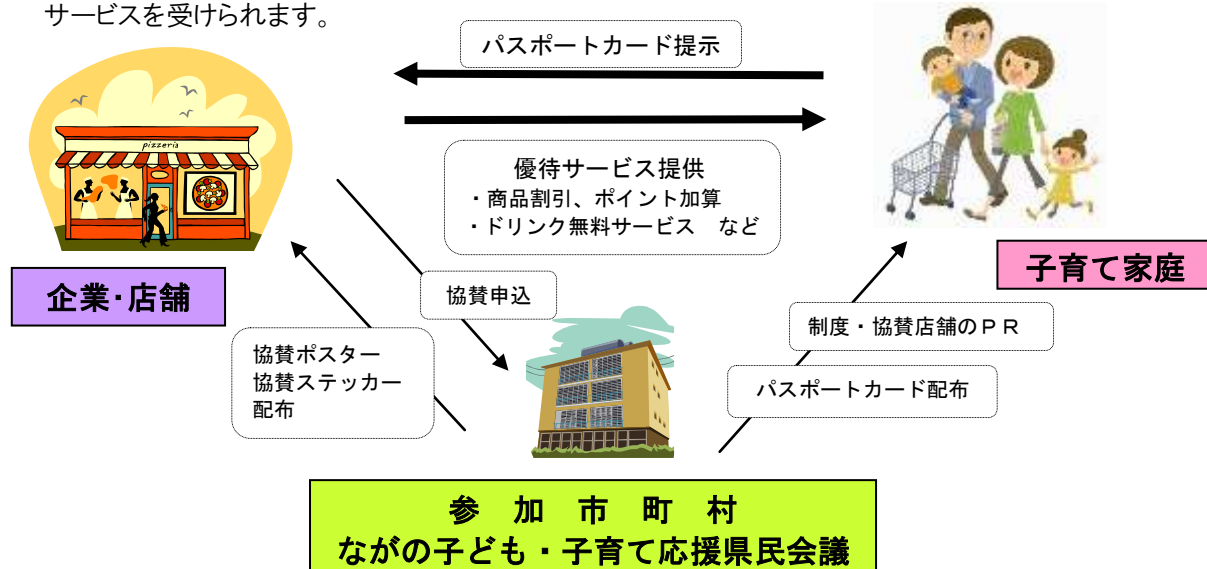 サービスを受けられます。
パスポートカード提示
pizzeria
優待サービス提供
・商品割引、ポイント加算
・ドリンク無料サービス　など
企業・店舗
子育て家庭
協賛申込
制度・協賛店舗のＰＲ
協賛ポスター
協賛ステッカー
配布
パスポートカード配布
参　加　市　町　村
ながの子ども・子育て応援県民会議